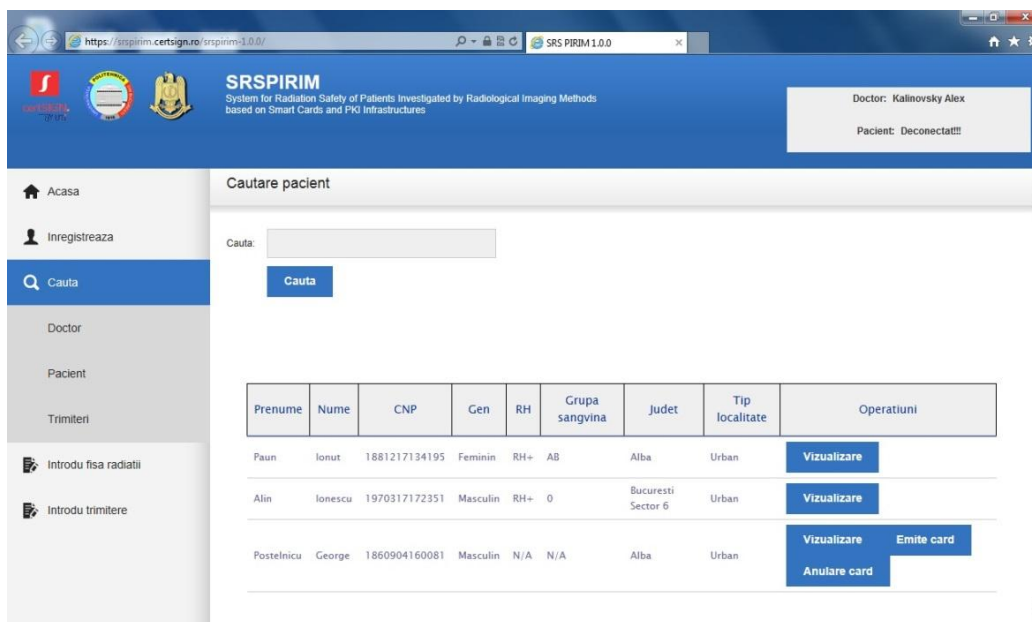 https://srspirim.certsign.ro/srspirim-1.0.0/
SRS PIRIM 1.0.0
SRSPIRIM
System for Radiation Safety of Patients Investigated by Radiological Imaging Methods
based on Smart Cards and PKI Infrastructures
Doctor: Kalinovsky Alex
Pacient: Deconectat!!!
Acasa
Inregistreaza
Cauta
Doctor
Pacient
Trimiteri
Introdu fisa radiatii
Introdu trimitere
Cautare pacient
Cauta:
Cauta
Prenume Nume CNP Gen RH Grupa sangvina Judet Tip localitate Operatiuni
Paun Ionut 1881217134195 Feminin RH+ AB Alba Urban Vizualizare
Alin Ionescu 1970317172351 Masculin RH+ 0 Bucuresti Sector 6 Urban Vizualizare
Postelnicu George 1860904160081 Masculin N/A N/A Alba Urban Vizualizare Emite card
Anulare card